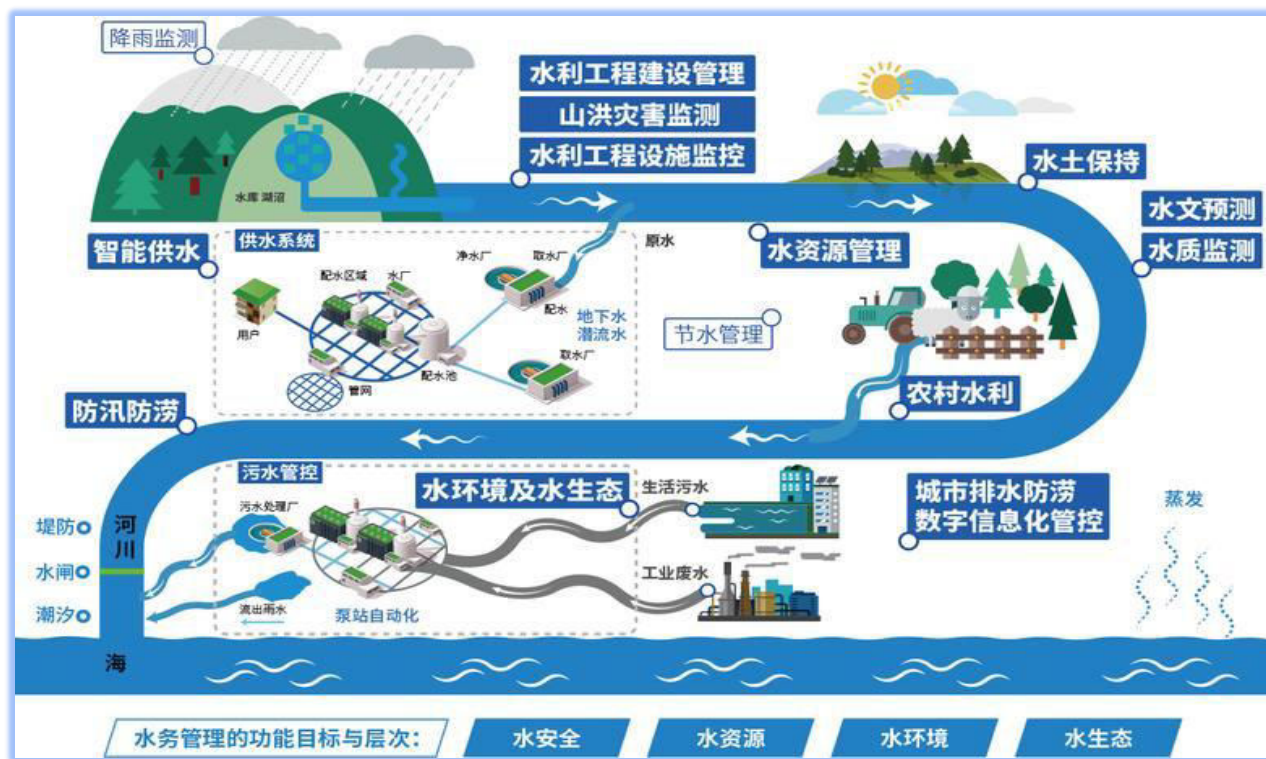 降雨监测
水利工程建设管理
山洪灾害监测
水利工程设施监控
水土保持
水文预测
水质监测
水库 湖沼
智能供水
供水系统
原水
水资源管理
净水厂
取水厂
配水区域
水厂
配水
地下水
潜流水
节水管理
用户
取水厂
配水池
管网
农村水利
防汛防涝
污水管控
水环境及水生态
生活污水
城市排水防涝
数字信息化管控
蒸发
污水处理厂
堤防
河川
水闸
工业废水
潮汐
流出雨水
泵站自动化
海
水务管理的功能目标与层次：
水安全
水资源
水环境
水生态